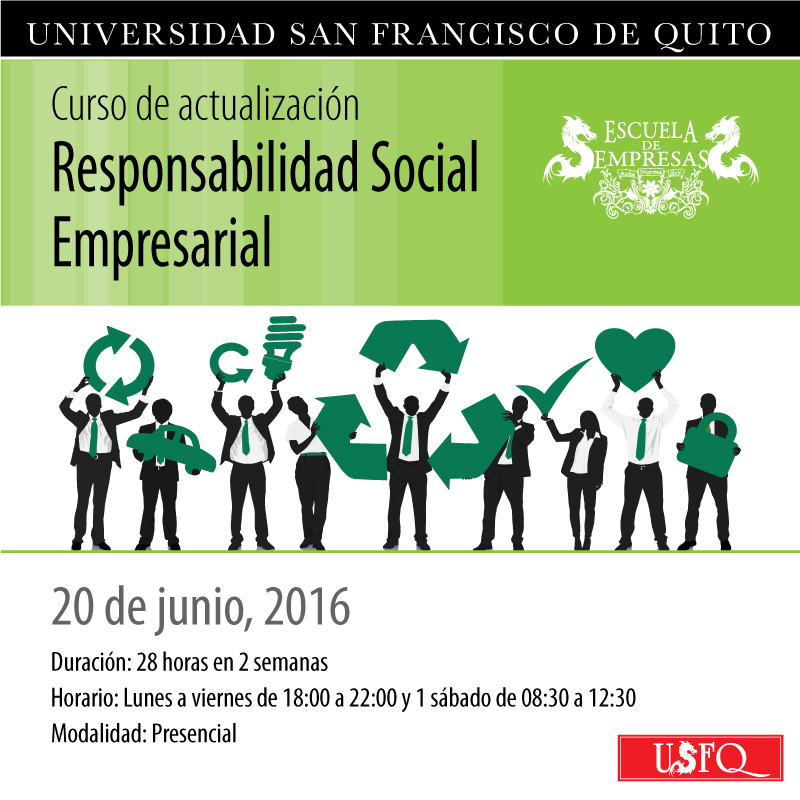 UNIVERSIDAD SAN FRANCISCO DE QUITO
Curso de actualización
Responsabilidad Social
Empresarial
ESCUELA
DE
EMPRESAS
20 de junio, 2016
Duración: 28 horas en 2 semanas
Horario: Lunes a viernes de 18:00 a 22:00 y 1 sábado de 08:30 a 12:30
Modalidad: Presencial
USFQ